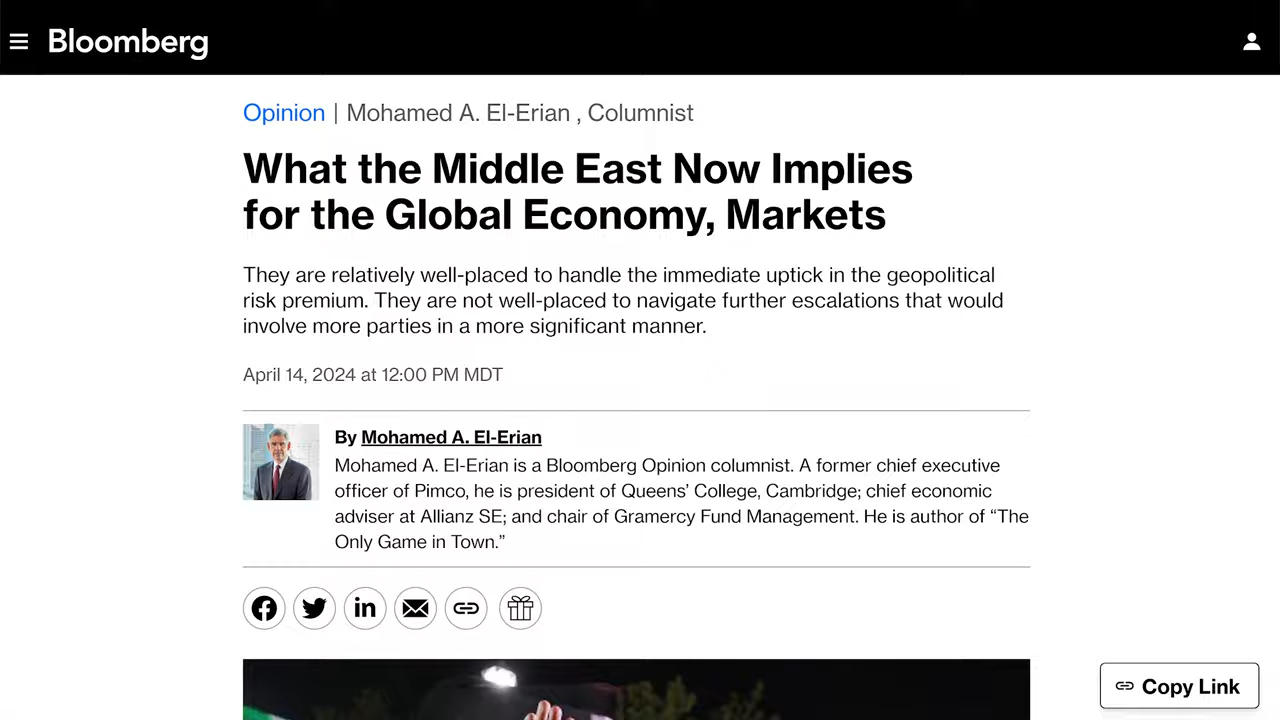 Bloomberg
Opinion | Mohamed A. El-Erian , Columnist
What the Middle East Now Implies
for the Global Economy, Markets
They are relatively well-placed to handle the immediate uptick in the geopolitical
risk premium. They are not well-placed to navigate further escalations that would
involve more parties in a more significant manner.
April 14, 2024 at 12:00 PM MDT
By Mohamed A. El-Erian
Mohamed A. El-Erian is a Bloomberg Opinion columnist. A former chief executive
officer of Pimco, he is president of Queens’ College, Cambridge; chief economic
adviser at Allianz SE; and chair of Gramercy Fund Management. He is author of “The
Only Game in Town.”
Copy Link